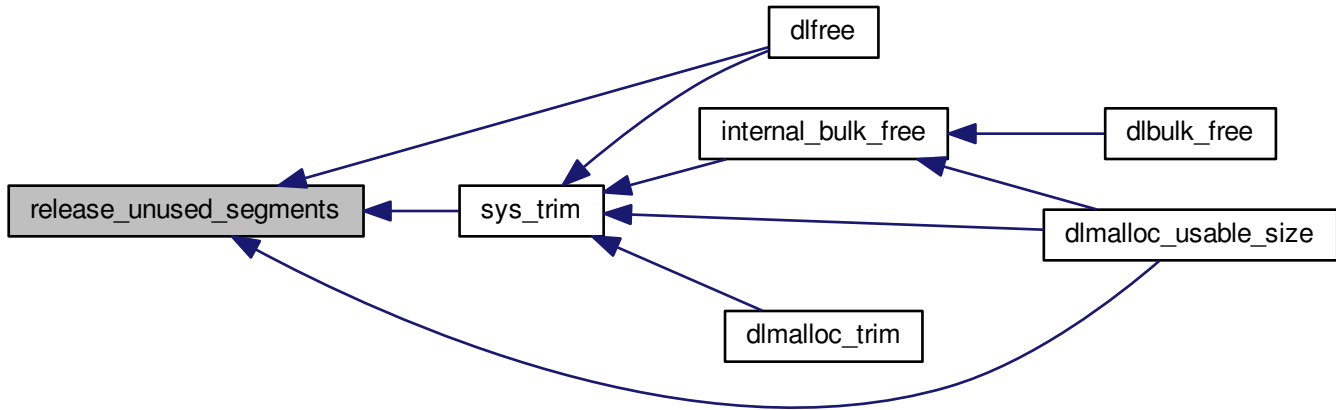 dlfree
internal_bulk_free
dlbulk_free
release_unused_segments
sys_trim
dlmalloc_usable_size
dlmalloc_trim